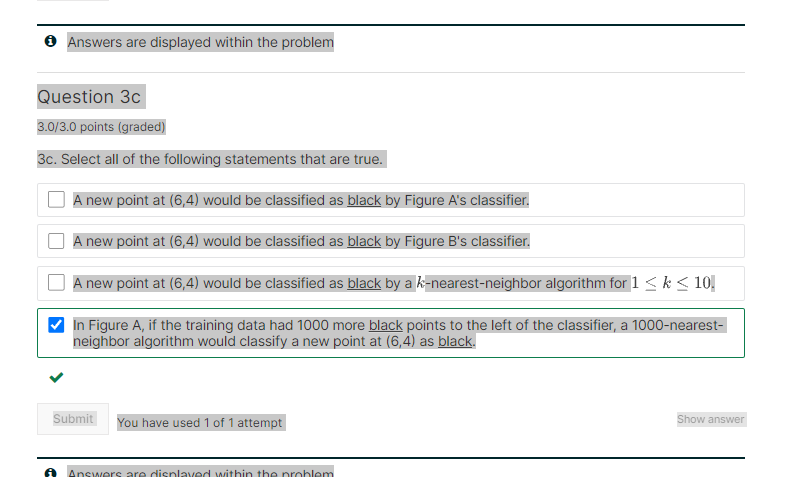 Answers are displayed within the problem
Question 3c
3.0/3.0 points (graded)
3c. Select all of the following statements that are true.
A new point at (6,4) would be classified as black by Figure A's classifier.
A new point at (6,4) would be classified as black by Figure B's classifier.
A new point at (6,4) would be classified as black by a k-nearest-neighbor algorithm for 1 ≤ k ≤ 10.
In Figure A, if the training data had 1000 more black points to the left of the classifier, a 1000-nearest-
neighbor algorithm would classify a new point at (6,4) as black.
Submit
You have used 1 of 1 attempt
Show answer
Answers are displayed within the problem